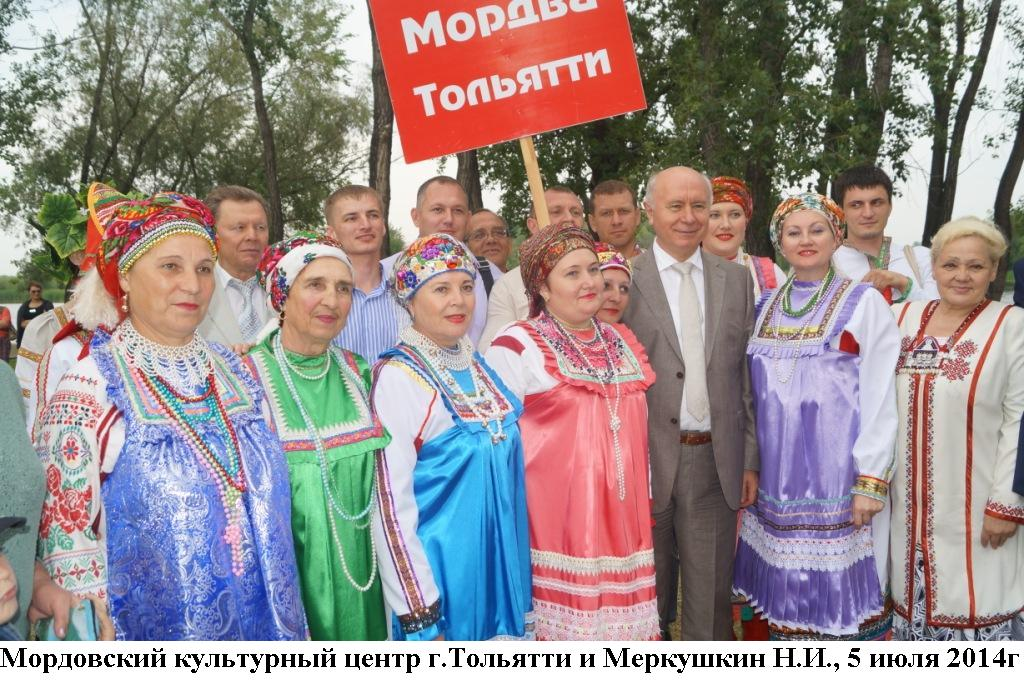 Мордва
Тольятти
Мордовский культурный центр г.Тольятти и Меркушкин Н.И., 5 июля 2014г